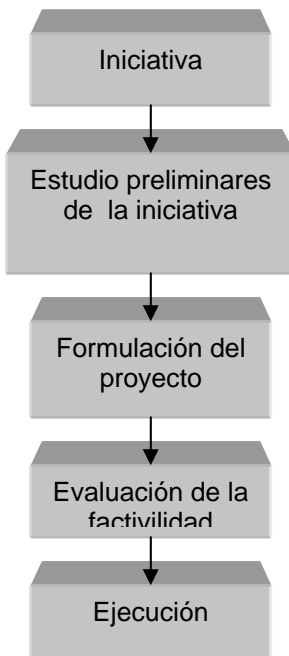 Iniciativa
Estudio preliminares
de la iniciativa
Formulación del
proyecto
Evaluación de la
factivilidad
Ejecución